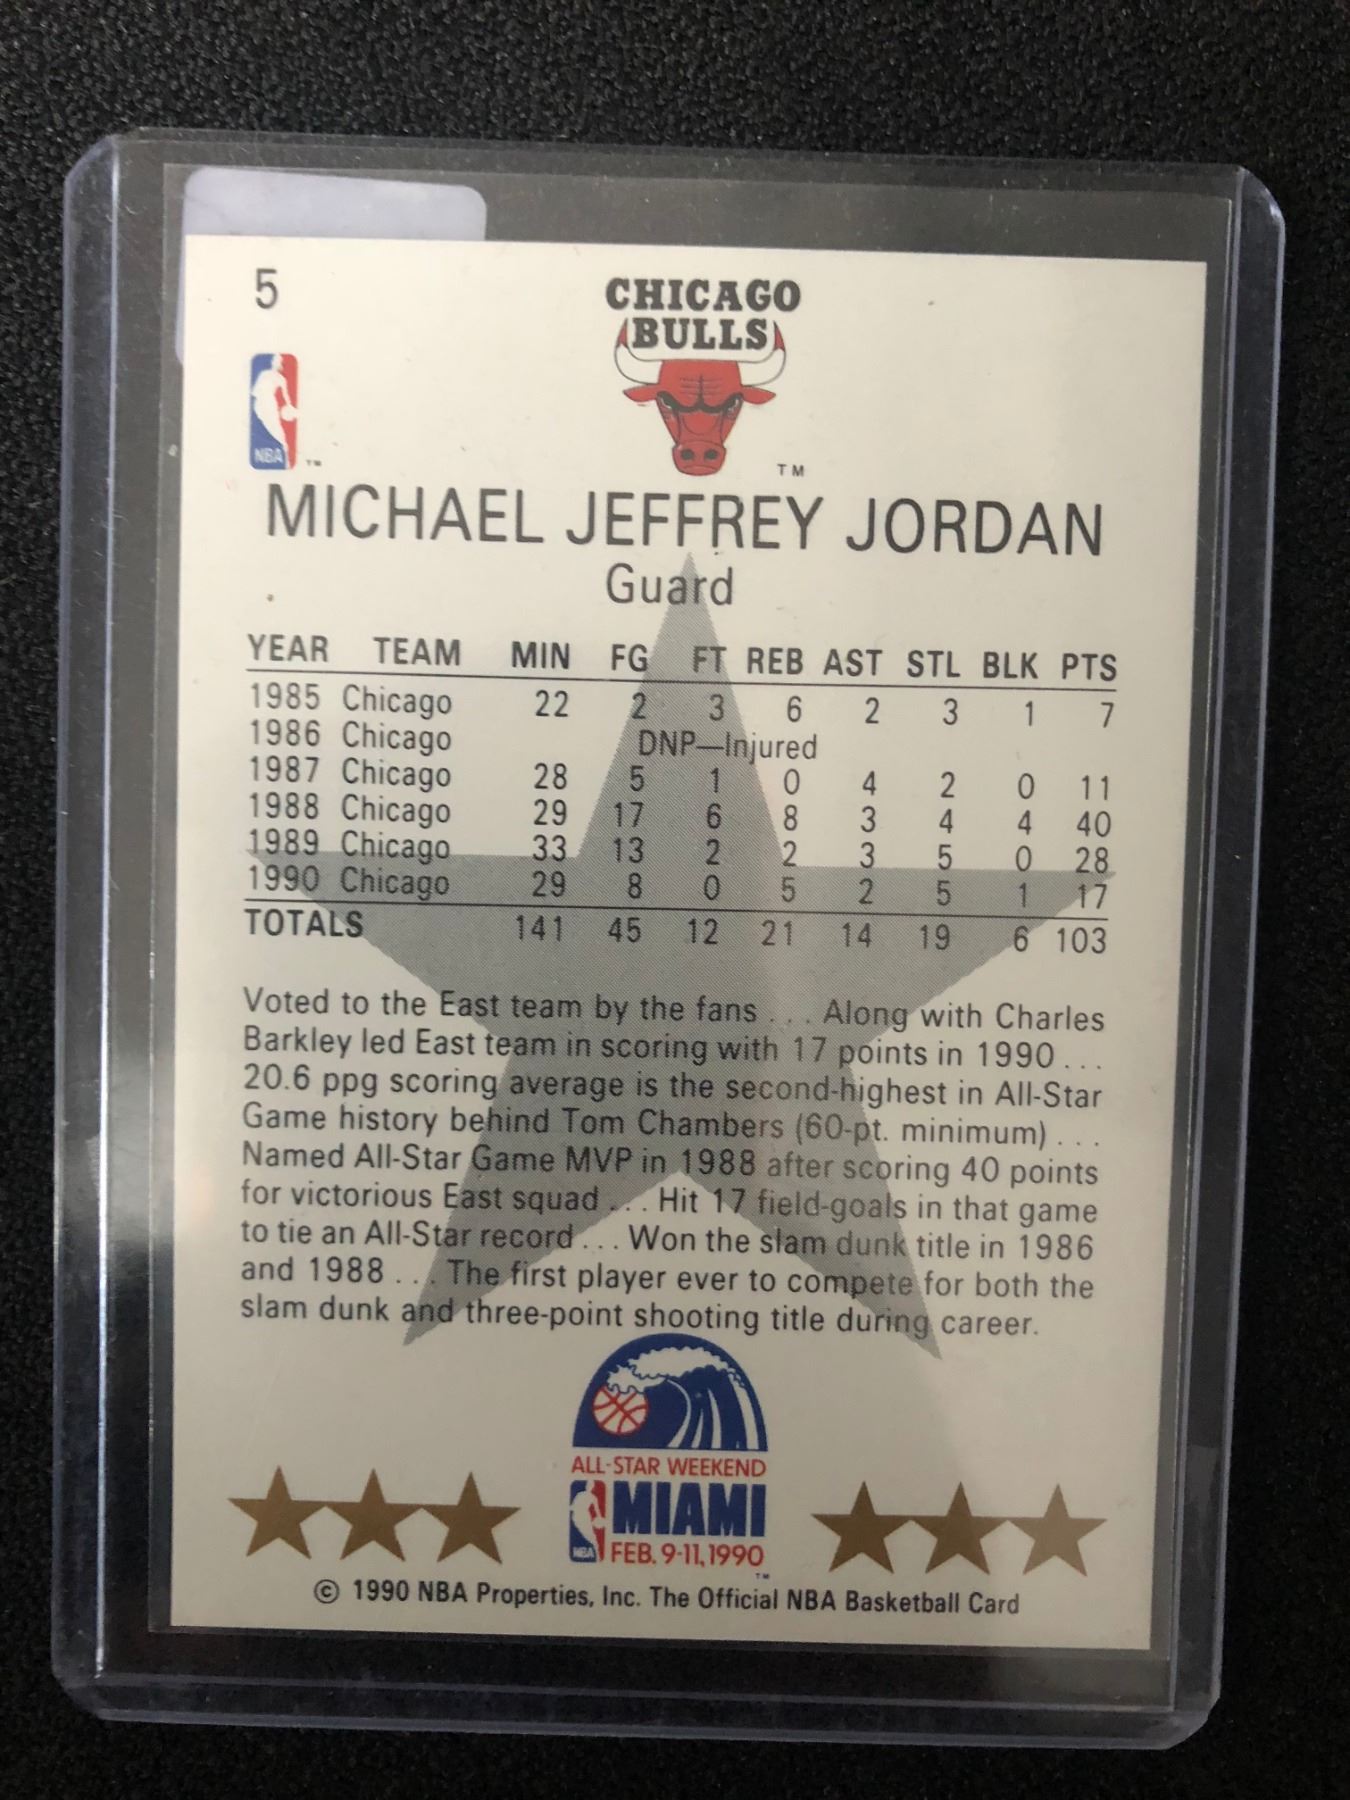 5
CHICAGO
BULLS
NBA
TM
TM
MICHAEL JEFFREY JORDAN
Guard
YEAR TEAM MIN FG FT REB AST STL BLK PTS
1985 Chicago 22 2 3 6 2 3 1 7
1986 Chicago DNP—Injured
1987 Chicago 28 5 1 0 4 2 0 11
1988 Chicago 29 17 6 8 3 4 4 40
1989 Chicago 33 13 2 2 3 5 0 28
1990 Chicago 29 8 0 5 2 5 1 17
TOTALS 141 45 12 21 14 19 6 103
Voted to the East team by the fans . . . Along with Charles
Barkley led East team in scoring with 17 points in 1990 . . .
20.6 ppg scoring average is the second-highest in All-Star
Game history behind Tom Chambers (60-pt. minimum) . . .
Named All-Star Game MVP in 1988 after scoring 40 points
for victorious East squad . . . Hit 17 field-goals in that game
to tie an All-Star record . . . Won the slam dunk title in 1986
and 1988 . . . The first player ever to compete for both the
slam dunk and three-point shooting title during career.
ALL-STAR WEEKEND
MIAMI
NBA FEB. 9-11, 1990
TM
© 1990 NBA Properties, Inc. The Official NBA Basketball Card